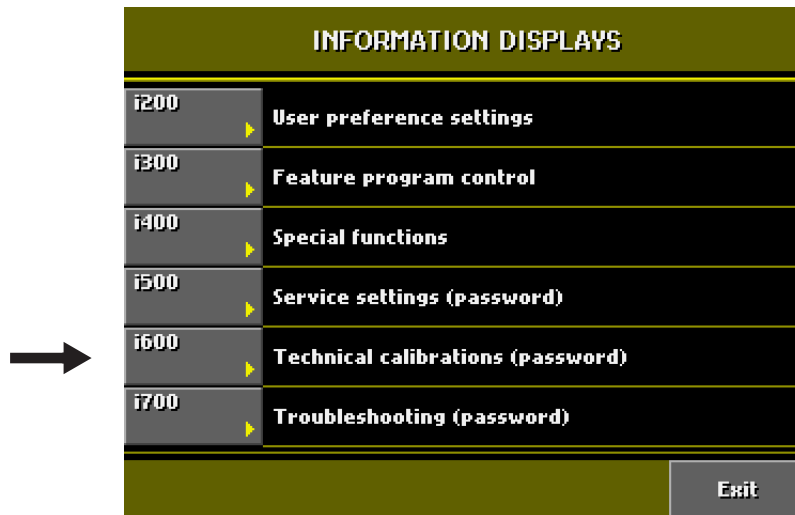 INFORMATION DISPLAYS
i200 User preference settings
i300 Feature program control
i400 Special functions
i500 Service settings (password)
i600 Technical calibrations (password)
i700 Troubleshooting (password)
Exit